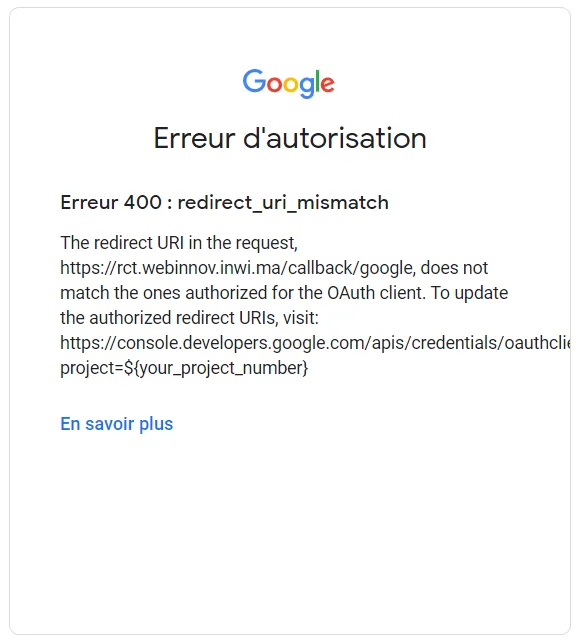 Google
Erreur d'autorisation
Erreur 400 : redirect_uri_mismatch
The redirect URI in the request,
https://rct.webinnov.inwi.ma/callback/google, does not
match the ones authorized for the OAuth client. To update
the authorized redirect URIs, visit:
https://console.developers.google.com/apis/credentials/oauthclie
project=${your_project_number}
En savoir plus